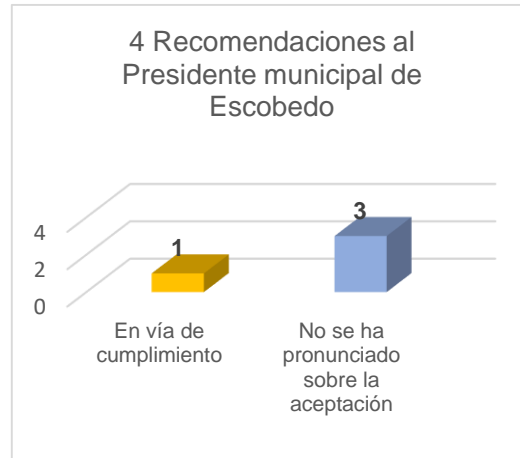 4 Recomendaciones al
Presidente municipal de
Escobedo
4
2
0
1
3
En vía de
cumplimiento
No se ha
pronunciado
sobre la
aceptación